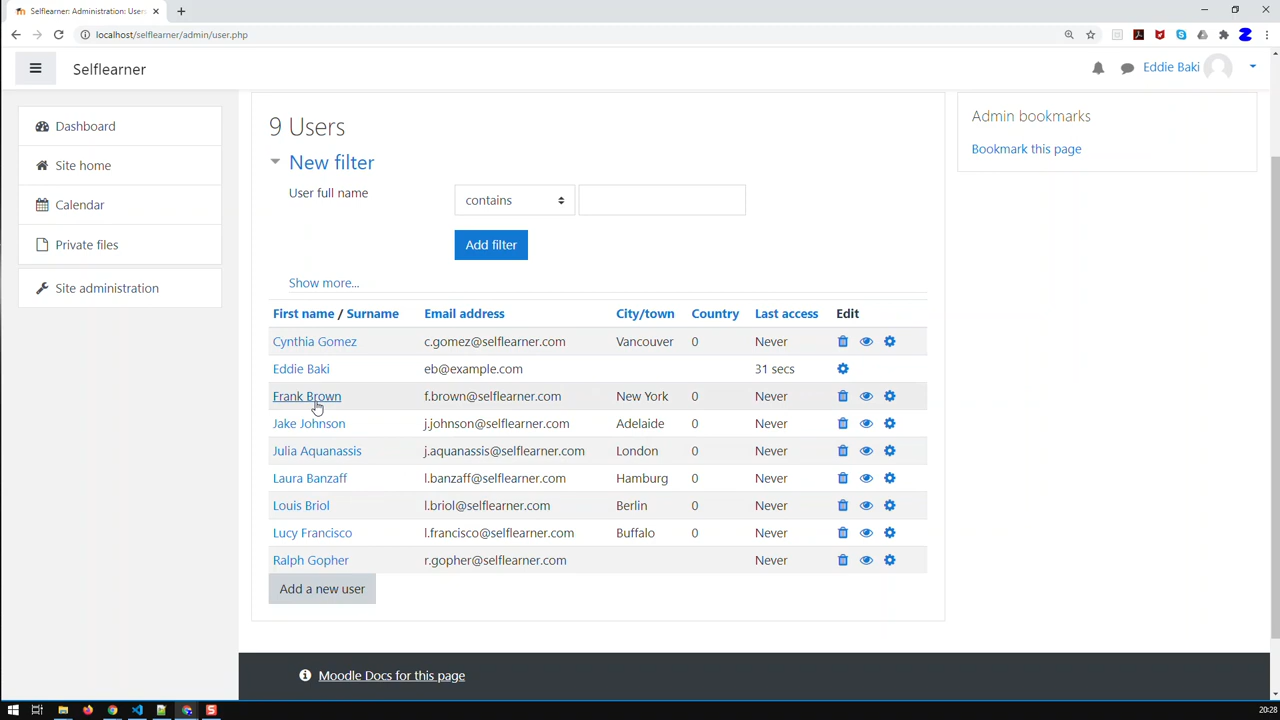 Selflearner: Administration: Users
localhost/selflearner/admin/user.php
Selflearner
Eddie Baki
Dashboard
Site home
Calendar
Private files
Site administration
9 Users
New filter
User full name
contains
Add filter
Show more...
First name / Surname Email address City/town Country Last access Edit
Cynthia Gomez c.gomez@selflearner.com Vancouver 0 Never
Eddie Baki eb@example.com 31 secs
Frank Brown f.brown@selflearner.com New York 0 Never
Jake Johnson j.johnson@selflearner.com Adelaide 0 Never
Julia Aquanassis j.aquanassis@selflearner.com London 0 Never
Laura Banzaff l.banzaff@selflearner.com Hamburg 0 Never
Louis Briol l.briol@selflearner.com Berlin 0 Never
Lucy Francisco l.francisco@selflearner.com Buffalo 0 Never
Ralph Gopher r.gopher@selflearner.com Never
Add a new user
Admin bookmarks
Bookmark this page
Moodle Docs for this page
20:28